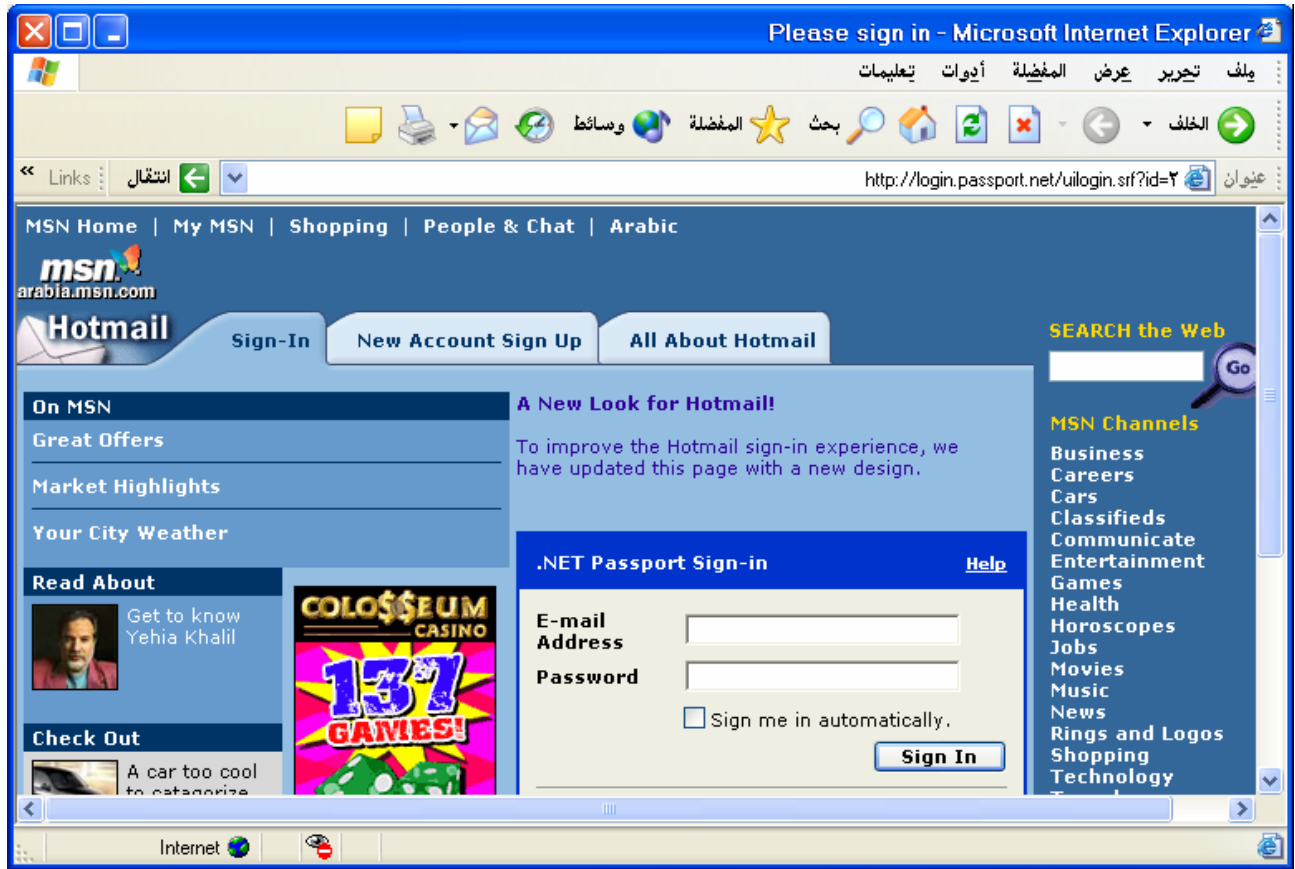 Please sign in - Microsoft Internet Explorer
ملف تحرير عرض المفضلة أدوات تعليمات
الخلف بحث المفضلة وسائط
عنوان http://login.passport.net/uilogin.srf?id=٢ انتقال Links »
MSN Home | My MSN | Shopping | People & Chat | Arabic
msn
arabia.msn.com
Hotmail
Sign-In
New Account Sign Up
All About Hotmail
On MSN
Great Offers
Market Highlights
Your City Weather
Read About
Get to know
Yehia Khalil
Check Out
A car too cool
to catagorize
COLO$$EUM
CASINO
137
GAMES!
A New Look for Hotmail!
To improve the Hotmail sign-in experience, we
have updated this page with a new design.
.NET Passport Sign-in Help
E-mail
Address
Password
Sign me in automatically.
Sign In
SEARCH the Web
Go
MSN Channels
Business
Careers
Cars
Classifieds
Communicate
Entertainment
Games
Health
Horoscopes
Jobs
Movies
Music
News
Rings and Logos
Shopping
Technology
Internet